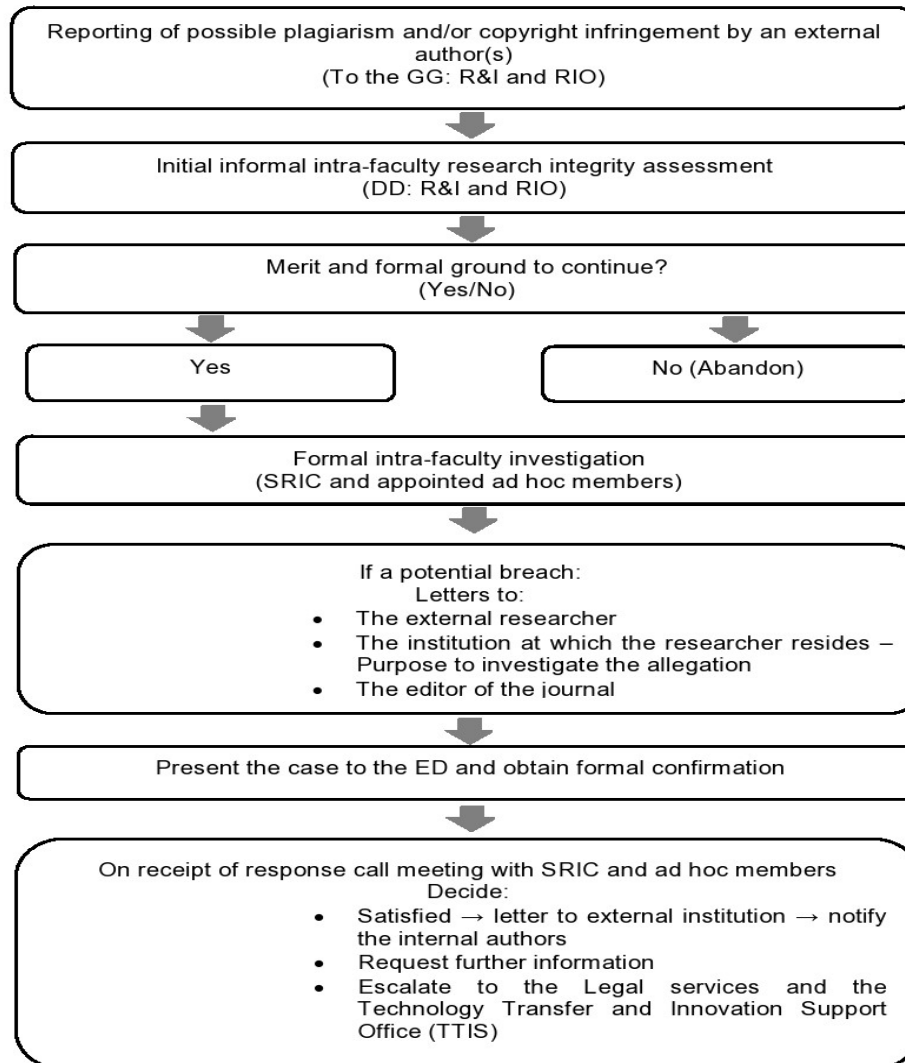 Reporting of possible plagiarism and/or copyright infringement by an external
author(s)
(To the GG: R&I and RIO)
Initial informal intra-faculty research integrity assessment
(DD: R&I and RIO)
Merit and formal ground to continue?
(Yes/No)
Yes
No (Abandon)
Formal intra-faculty investigation
(SRIC and appointed ad hoc members)
If a potential breach:
Letters to:
• The external researcher
• The institution at which the researcher resides –
Purpose to investigate the allegation
• The editor of the journal
Present the case to the ED and obtain formal confirmation
On receipt of response call meeting with SRIC and ad hoc members
Decide:
• Satisfied → letter to external institution → notify
the internal authors
• Request further information
• Escalate to the Legal services and the
Technology Transfer and Innovation Support
Office (TTIS)